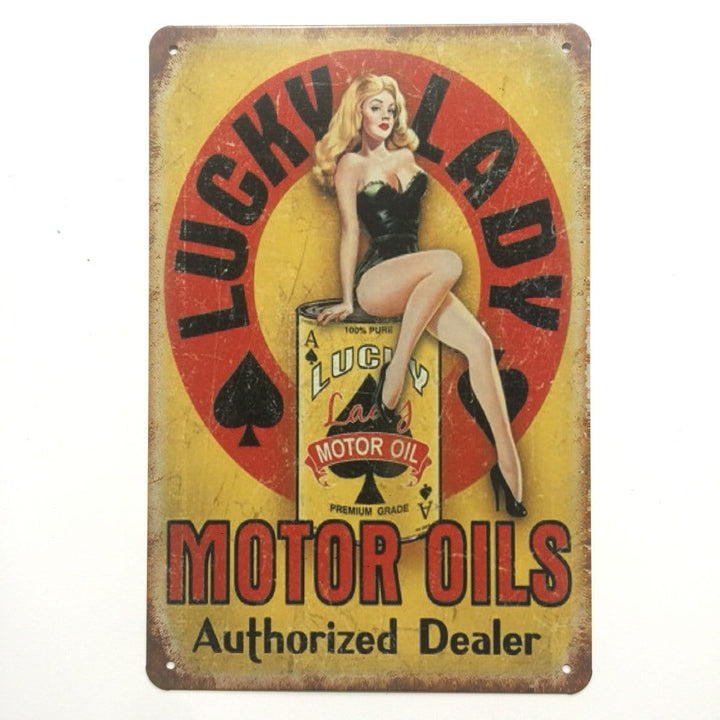 LUCKY LADY
100% PURE
A
LUCKY
Lady
MOTOR OIL
PREMIUM GRADE
A
MOTOR OILS
Authorized Dealer